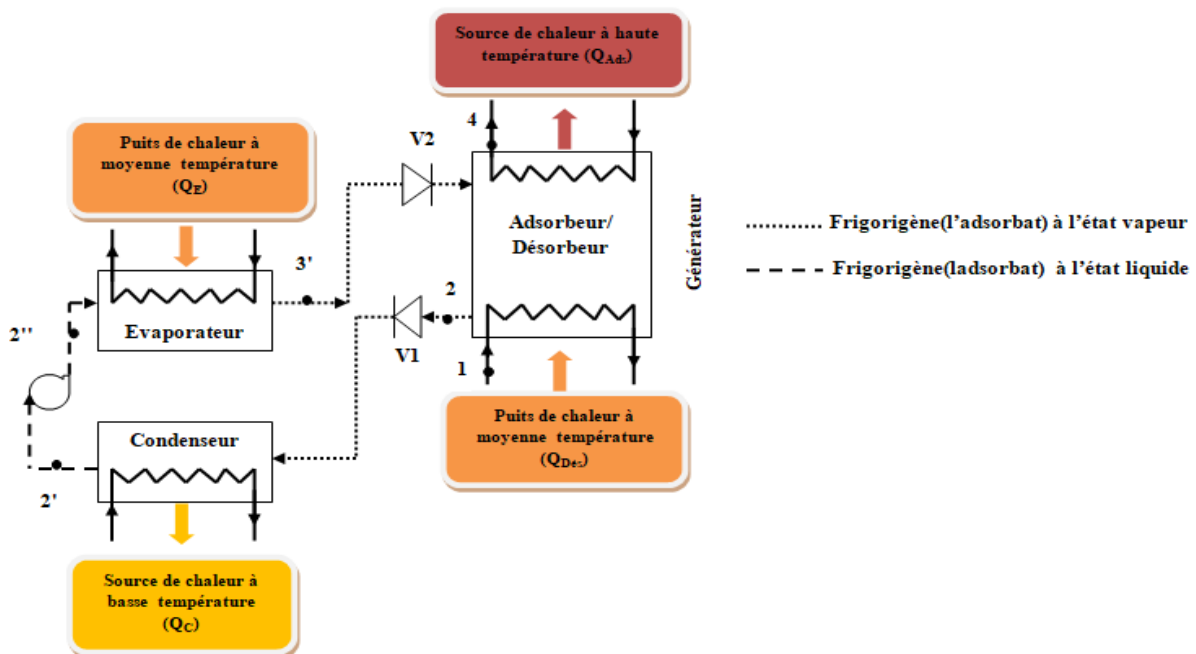 Source de chaleur à haute
température (QAds)
4
V2
Puits de chaleur à
moyenne température
(QE)
Adsorbeur/
Désorbeur
Générateur
Frigorigène(l'adsorbat) à l'état vapeur
Frigorigène(ladsorbat) à l'état liquide
3'
2
Evaporateur
2''
V1
1
Condenseur
Puits de chaleur à
moyenne température
(QDés)
2'
Source de chaleur à
basse température
(QC)